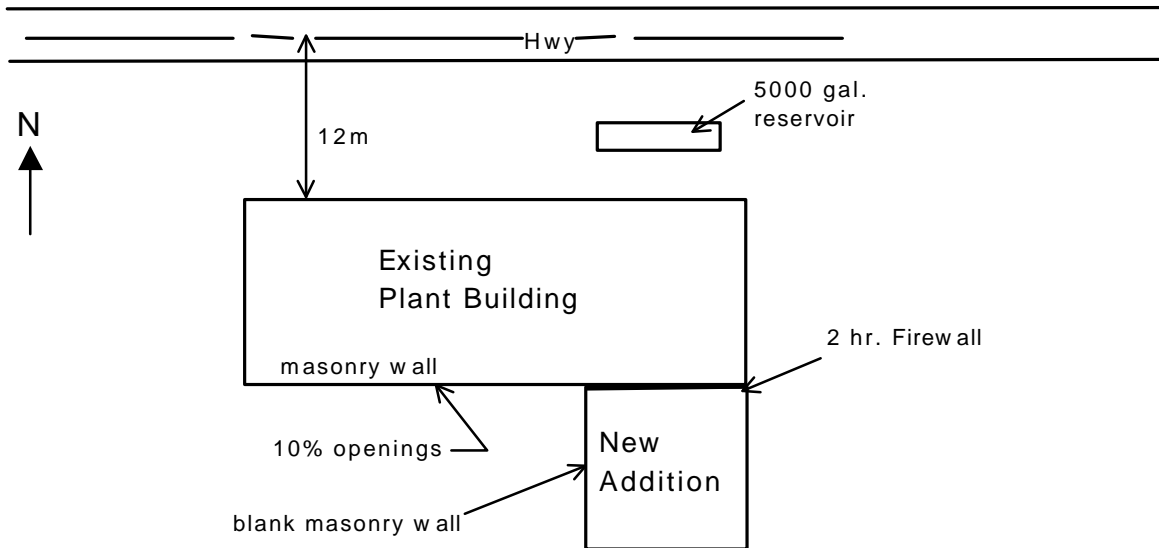 Hwy
5000 gal.
reservoir
N
12m
Existing
Plant Building
2 hr. Firewall
masonry wall
10% openings
New
Addition
blank masonry wall